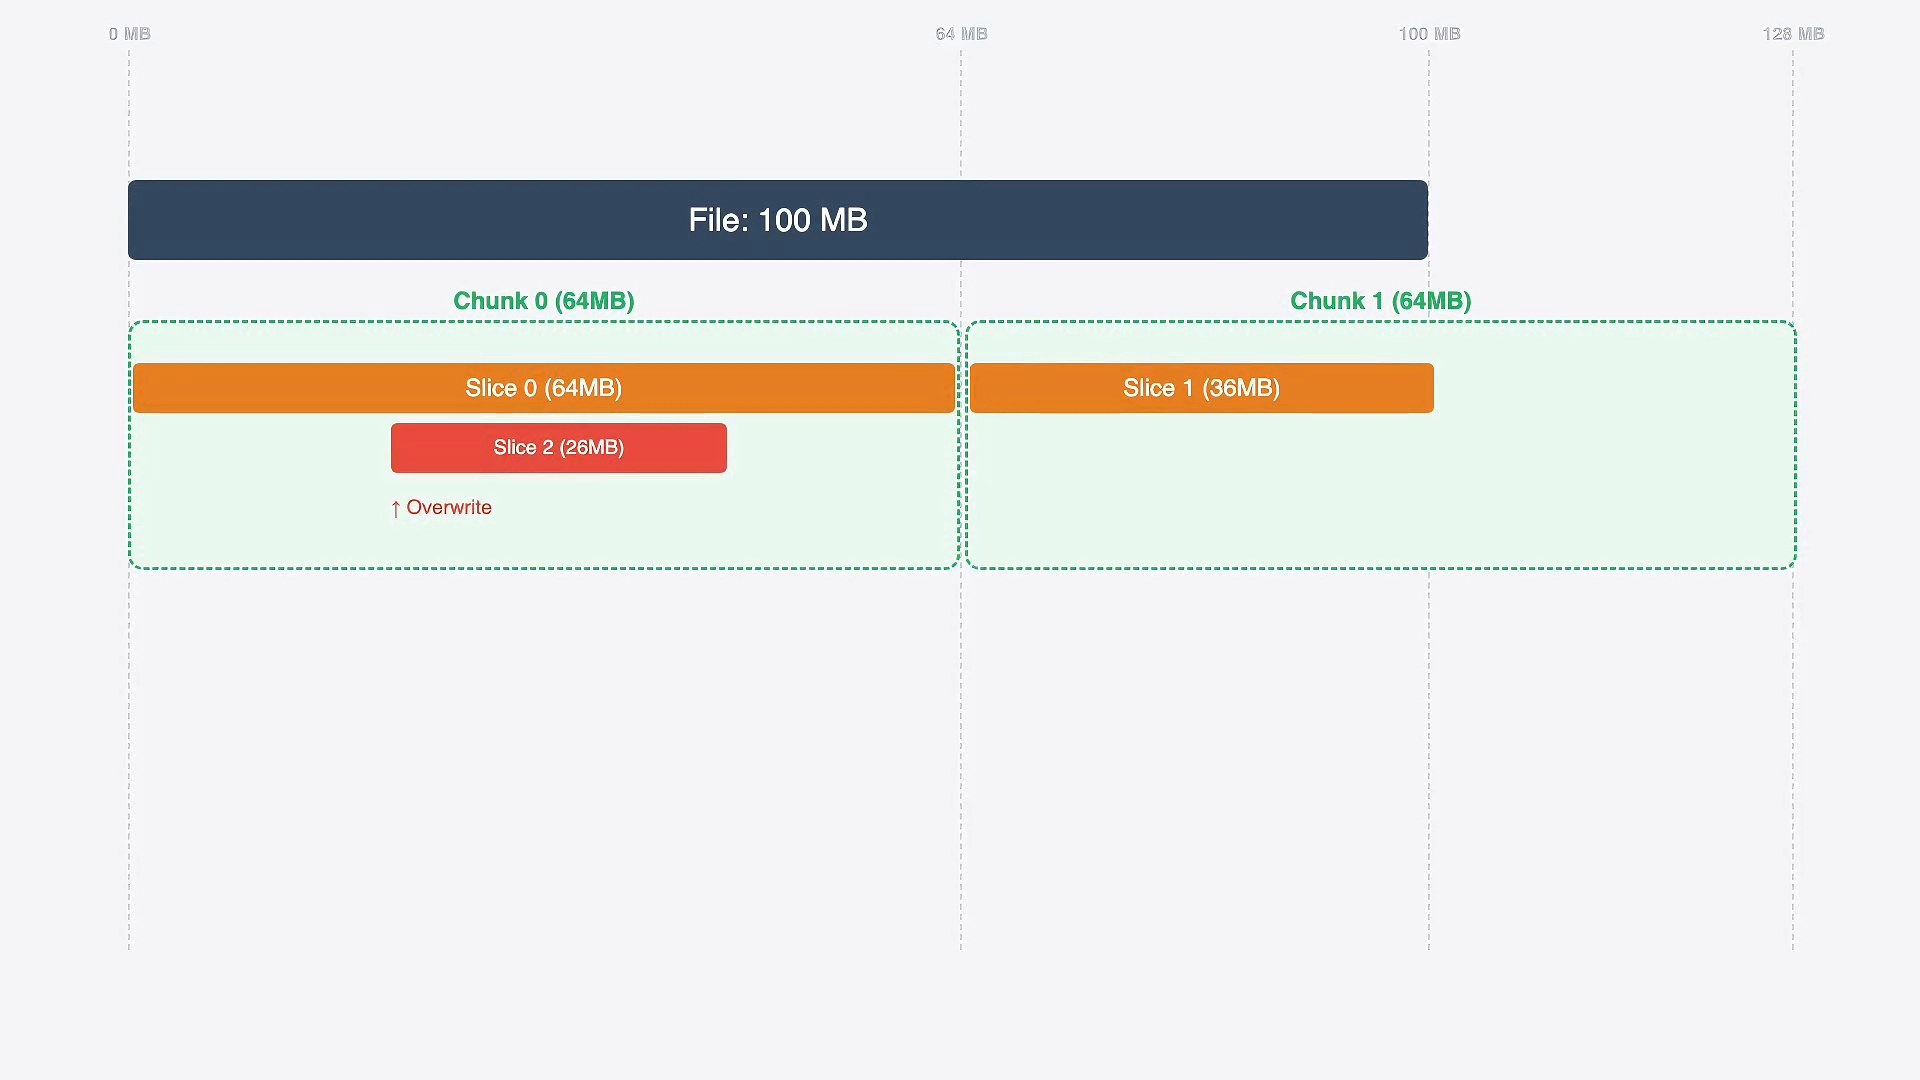 0 MB
64 MB
100 MB
128 MB
File: 100 MB
Chunk 0 (64MB)
Chunk 1 (64MB)
Slice 0 (64MB)
Slice 1 (36MB)
Slice 2 (26MB)
↑ Overwrite